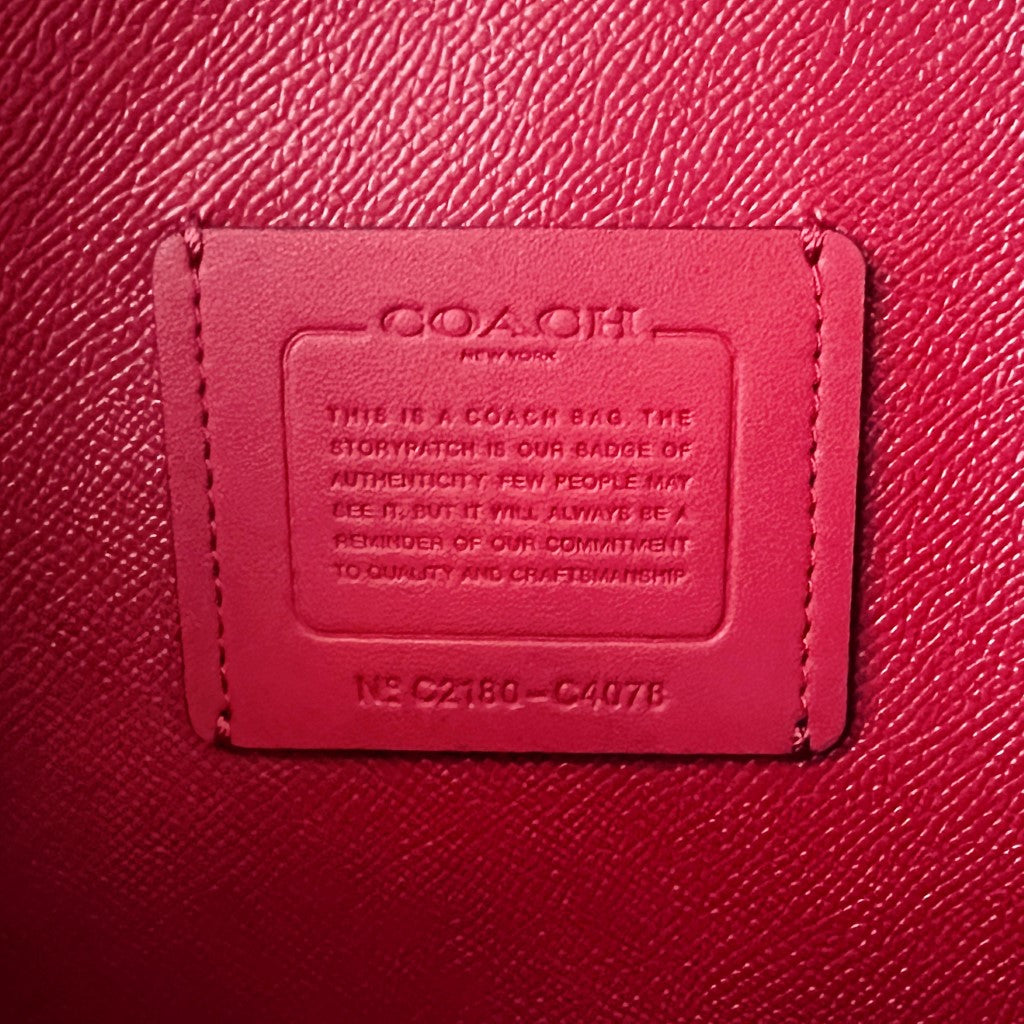 COACH
NEW YORK
THIS IS A COACH BAG. THE
STORYPATCH IS OUR BADGE OF
AUTHENTICITY. FEW PEOPLE MAY
SEE IT, BUT IT WILL ALWAYS BE A
REMINDER OF OUR COMMITMENT
TO QUALITY AND CRAFTSMANSHIP.
Nº C2180-C4078